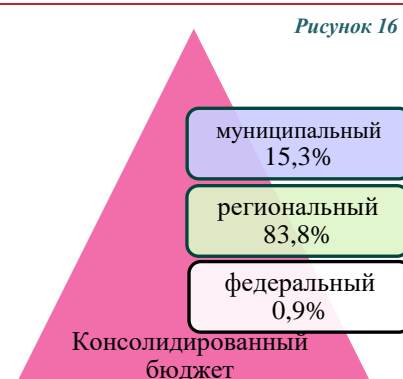 Рисунок 16
муниципальный
15,3%
региональный
83,8%
федеральный
0,9%
Консолидированный
бюджет